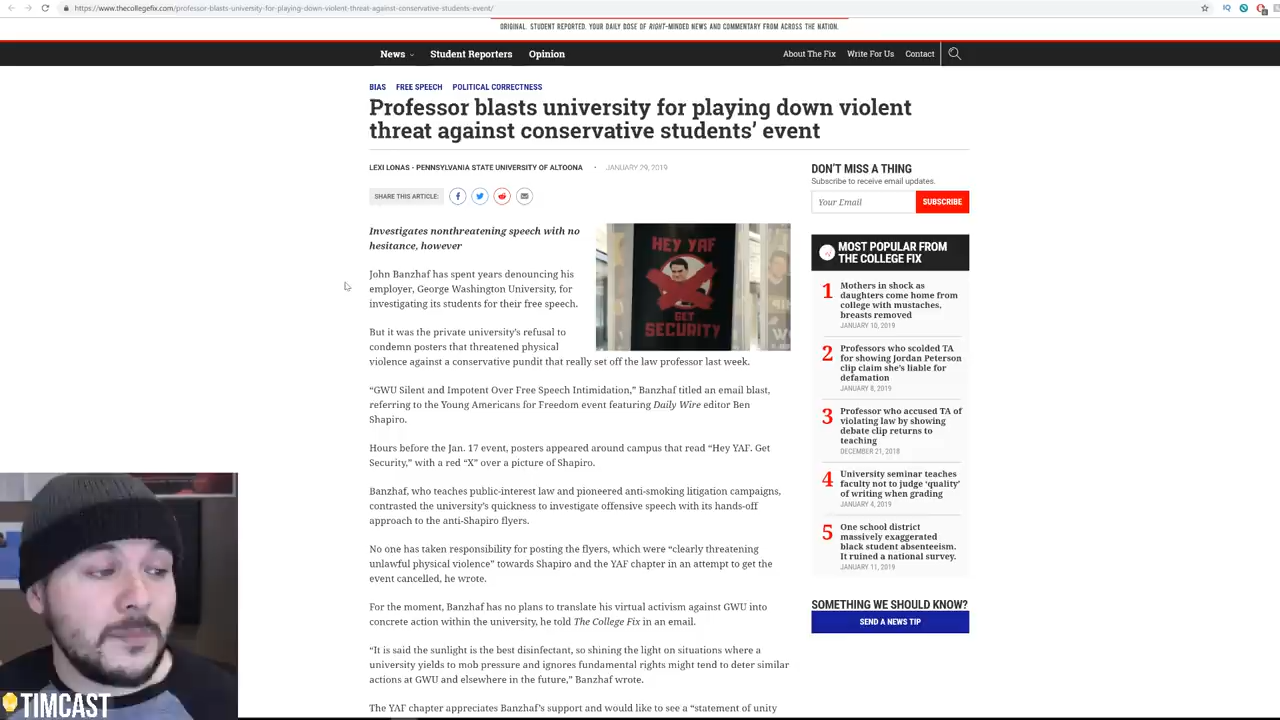 https://www.thecollegefix.com/professor-blasts-university-for-playing-down-violent-threat-against-conservative-students-event/
ORIGINAL. STUDENT REPORTED. YOUR DAILY DOSE OF RIGHT-MINDED NEWS AND COMMENTARY FROM ACROSS THE NATION.
News Student Reporters Opinion About The Fix Write For Us Contact
BIAS FREE SPEECH POLITICAL CORRECTNESS
Professor blasts university for playing down violent
threat against conservative students’ event
LEXI LONAS - PENNSYLVANIA STATE UNIVERSITY OF ALTOONA • JANUARY 29, 2019
SHARE THIS ARTICLE:
Investigates nonthreatening speech with no
hesitance, however
John Banzhaf has spent years denouncing his
employer, George Washington University, for
investigating its students for their free speech.
But it was the private university’s refusal to
condemn posters that threatened physical
violence against a conservative pundit that really set off the law professor last week.
“GWU Silent and Impotent Over Free Speech Intimidation,” Banzhaf titled an email blast,
referring to the Young Americans for Freedom event featuring Daily Wire editor Ben
Shapiro.
Hours before the Jan. 17 event, posters appeared around campus that read “Hey YAF. Get
Security,” with a red “X” over a picture of Shapiro.
Banzhaf, who teaches public-interest law and pioneered anti-smoking litigation campaigns,
contrasted the university’s quickness to investigate offensive speech with its hands-off
approach to the anti-Shapiro flyers.
No one has taken responsibility for posting the flyers, which were “clearly threatening
unlawful physical violence” towards Shapiro and the YAF chapter in an attempt to get the
event cancelled, he wrote.
For the moment, Banzhaf has no plans to translate his virtual activism against GWU into
concrete action within the university, he told The College Fix in an email.
“It is said the sunlight is the best disinfectant, so shining the light on situations where a
university yields to mob pressure and ignores fundamental rights might tend to deter similar
actions at GWU and elsewhere in the future,” Banzhaf wrote.
The YAF chapter appreciates Banzhaf’s support and would like to see a “statement of unity
HEY YAF
GET
SECURITY
DON’T MISS A THING
Subscribe to receive email updates.
Your Email SUBSCRIBE
MOST POPULAR FROM
THE COLLEGE FIX
1 Mothers in shock as
daughters come home from
college with mustaches,
breasts removed
JANUARY 10, 2019
2 Professors who scolded TA
for showing Jordan Peterson
clip claim she’s liable for
defamation
JANUARY 8, 2019
3 Professor who accused TA of
violating law by showing
debate clip returns to
teaching
DECEMBER 21, 2018
4 University seminar teaches
faculty not to judge ‘quality’
of writing when grading
JANUARY 4, 2019
5 One school district
massively exaggerated
black student absenteeism.
It ruined a national survey.
JANUARY 11, 2019
SOMETHING WE SHOULD KNOW?
SEND A NEWS TIP
TIMCAST